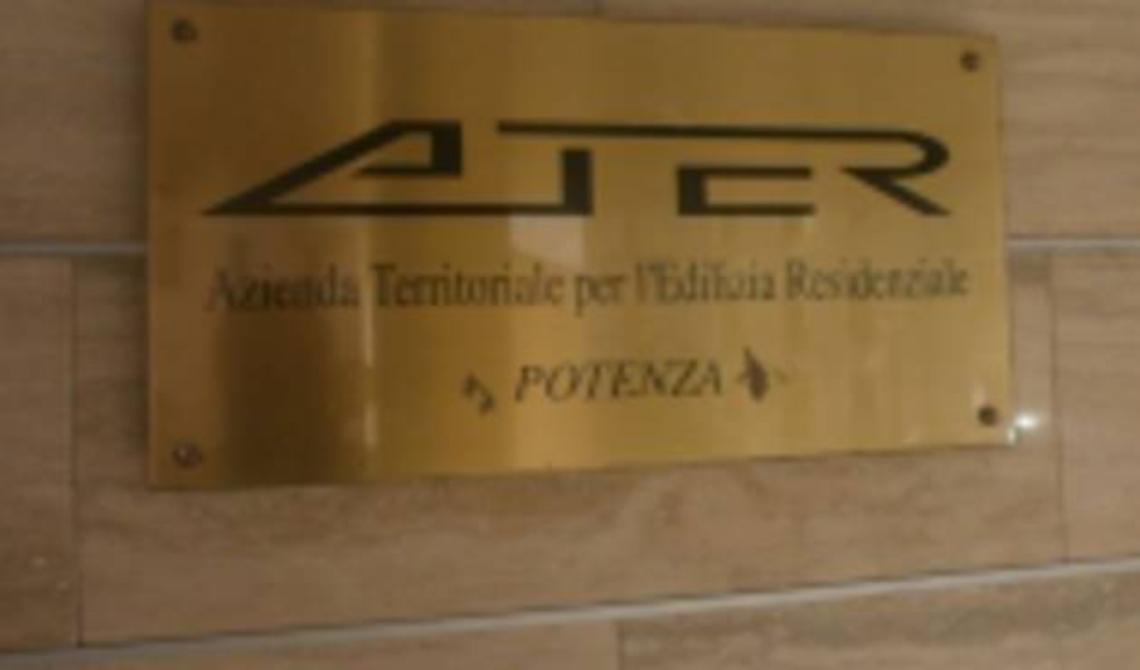 ATER
Azienda Territoriale per l'Edilizia Residenziale
POTENZA